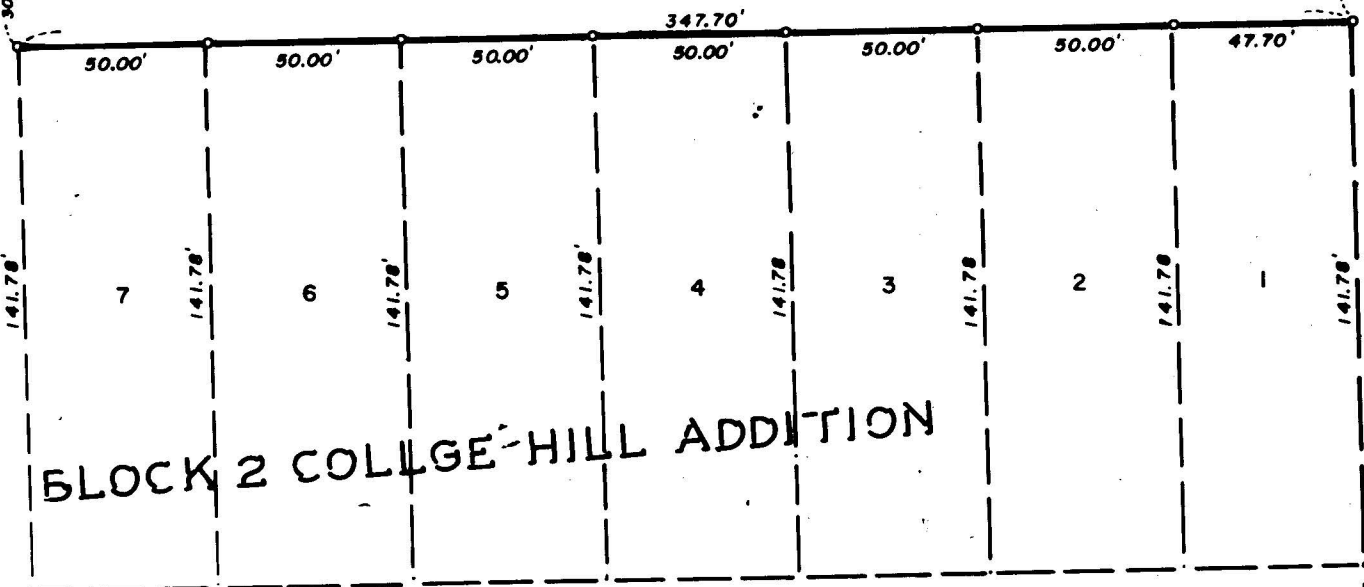 30
347.70'
50.00' 50.00' 50.00' 50.00' 50.00' 50.00' 47.70'
141.78' 141.78' 141.78' 141.78' 141.78 141.78 141.78 141.78'
7 6 5 4 3 2 1
BLOCK 2 COLLGE-HILL ADDITION